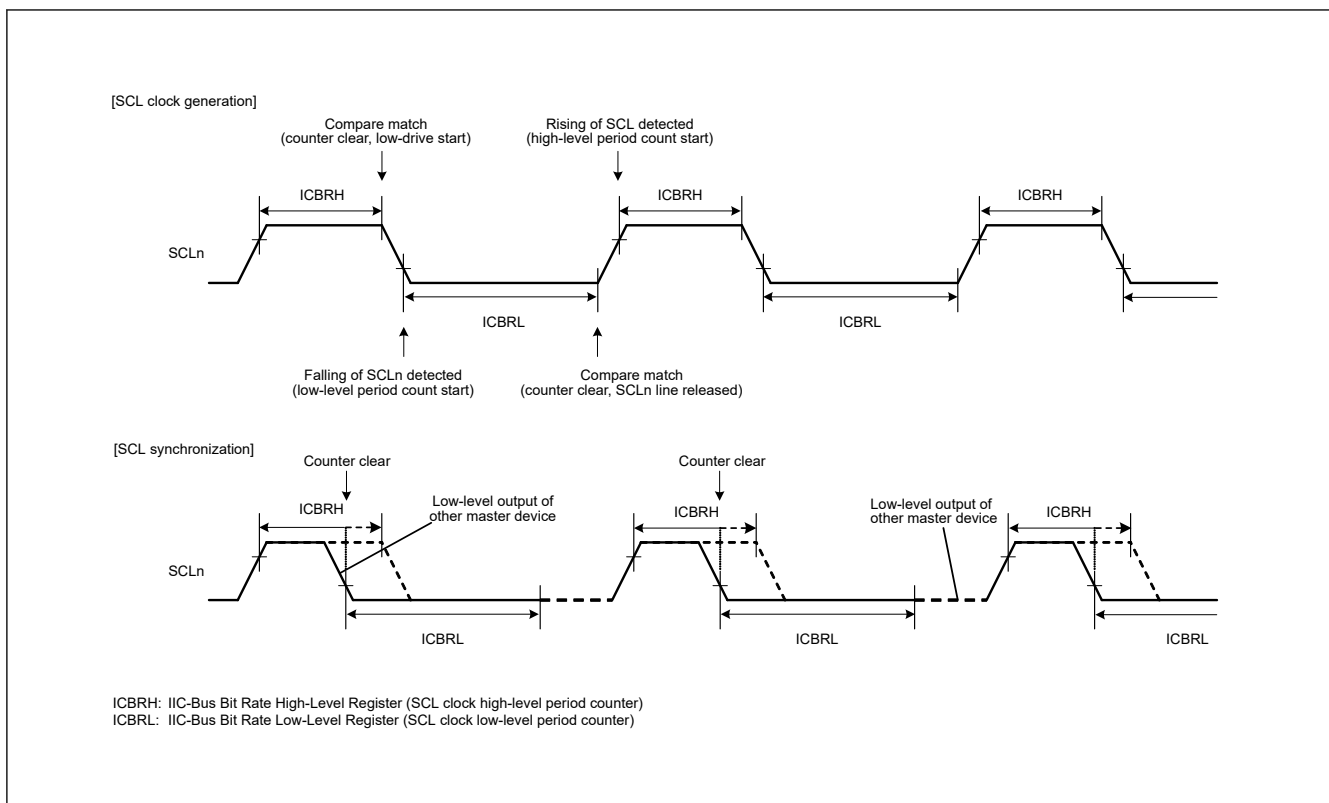 [SCL clock generation]
Compare match
(counter clear, low-drive start)
Rising of SCL detected
(high-level period count start)
ICBRH
ICBRH
ICBRH
SCLn
ICBRL
ICBRL
Falling of SCLn detected
(low-level period count start)
Compare match
(counter clear, SCLn line released)
[SCL synchronization]
Counter clear
Counter clear
Low-level output of
other master device
Low-level output of
other master device
ICBRH
ICBRH
ICBRH
SCLn
ICBRL
ICBRL
ICBRL
ICBRH: IIC-Bus Bit Rate High-Level Register (SCL clock high-level period counter)
ICBRL: IIC-Bus Bit Rate Low-Level Register (SCL clock low-level period counter)